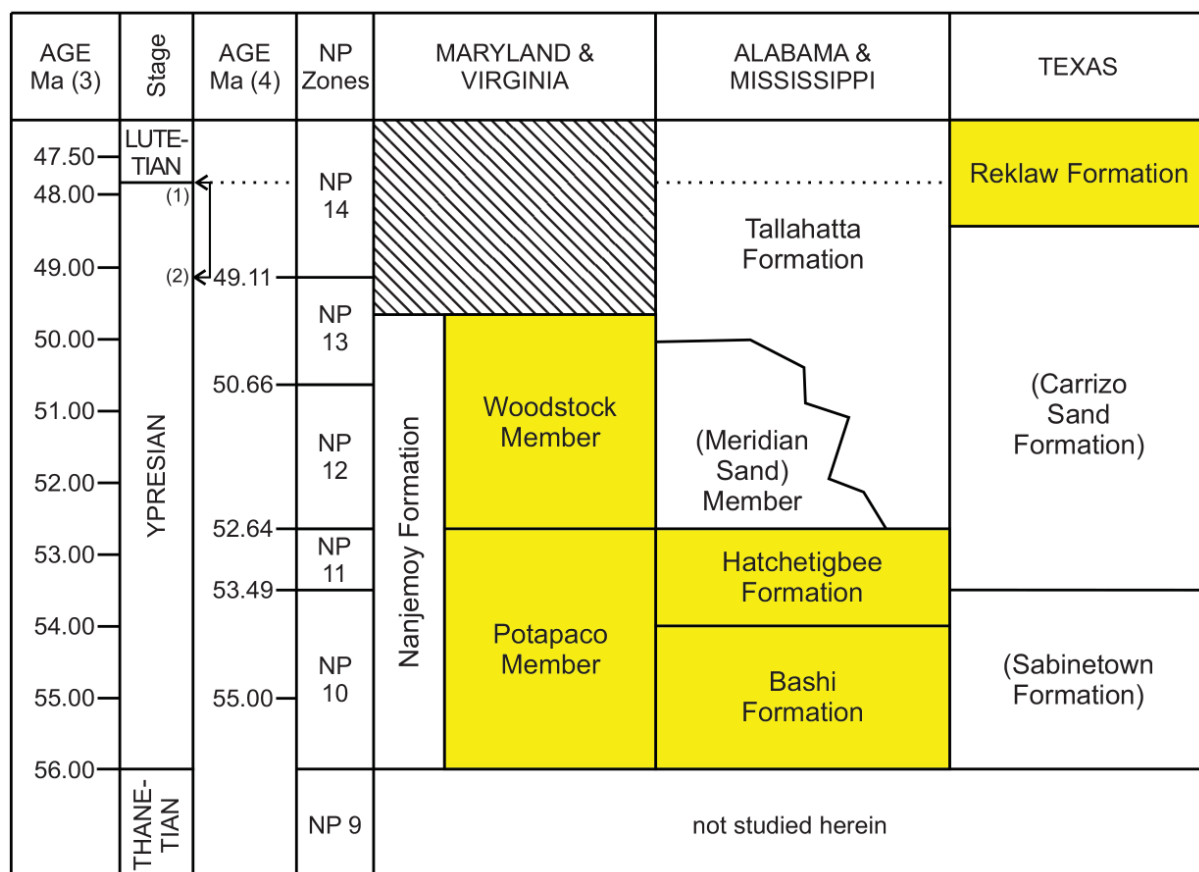 AGE
Ma (3)
Stage
AGE
Ma (4)
NP
Zones
MARYLAND &
VIRGINIA
ALABAMA &
MISSISSIPPI
TEXAS
47.50
48.00
49.00
50.00
51.00
52.00
53.00
54.00
55.00
56.00
LUTE-
TIAN
(1)
(2)
YPRESIAN
THANE-
TIAN
49.11
50.66
52.64
53.49
55.00
NP
14
NP
13
NP
12
NP
11
NP
10
NP 9
Nanjemoy Formation
Woodstock
Member
Potapaco
Member
Tallahatta
Formation
(Meridian
Sand)
Member
Hatchetigbee
Formation
Bashi
Formation
Reklaw Formation
(Carrizo
Sand
Formation)
(Sabinetown
Formation)
not studied herein